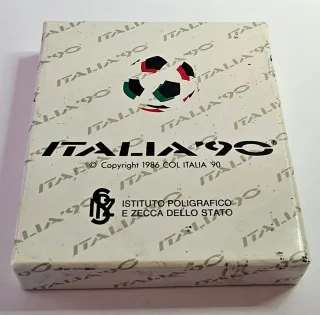 ITALIA'90®
© Copyright 1986 COL ITALIA '90
ISTITUTO POLIGRAFICO
E ZECCA DELLO STATO